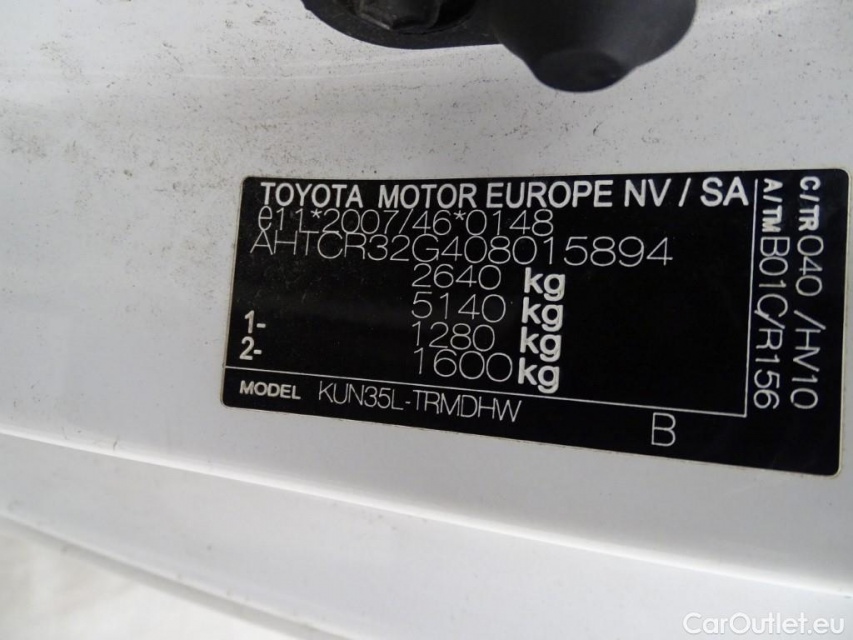 TOYOTA MOTOR EUROPE NV / SA
e11*2007/46*0148
AHTCR32G408015894
2640 kg
5140 kg
1- 1280 kg
2- 1600 kg
MODEL KUN35L-TRMDHW
B
C/TR 040 /HV10
A/TM B01C/R156
CarOutlet.eu